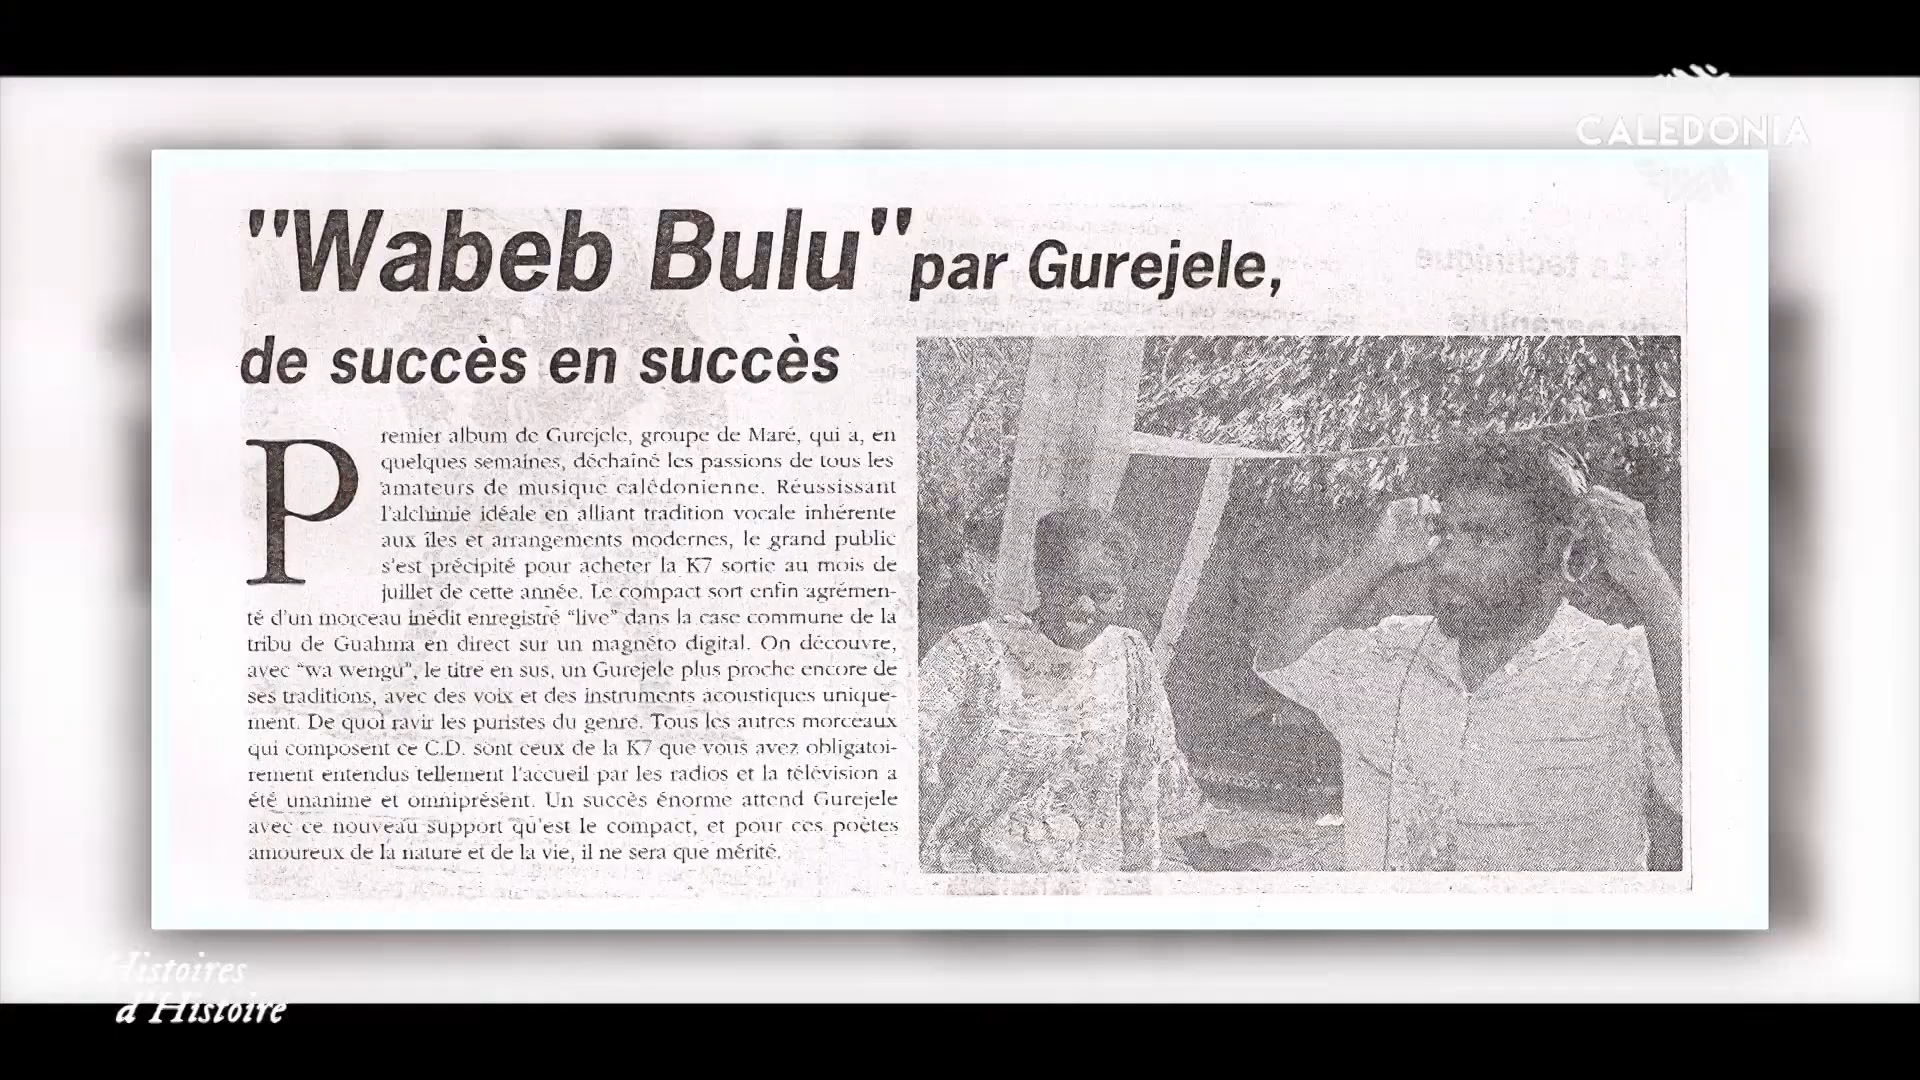 CALEDONIA
"Wabeb Bulu" par Gurejele,
de succès en succès
Premier album de Gurejele, groupe de Maré, qui a, en
quelques semaines, déchaîné les passions de tous les
amateurs de musique calédonienne. Réussissant
l'alchimie idéale en alliant tradition vocale inhérente
aux îles et arrangements modernes, le grand public
s'est précipité pour acheter la K7 sortie au mois de
juillet de cette année. Le compact sort enfin agrémen-
té d'un morceau inédit enregistré "live" dans la case commune de la
tribu de Guahma en direct sur un magnéto digital. On découvre,
avec "wa wengu", le titre en sus, un Gurejele plus proche encore de
ses traditions, avec des voix et des instruments acoustiques unique-
ment. De quoi ravir les puristes du genre. Tous les autres morceaux
qui composent ce C.D. sont ceux de la K7 que vous avez obligatoi-
rement entendus tellement l'accueil par les radios et la télévision a
été unanime et omniprésent. Un succès énorme attend Gurejele
avec ce nouveau support qu'est le compact, et pour ces poètes
amoureux de la nature et de la vie, il ne sera que mérité.
Histoires
d'Histoire